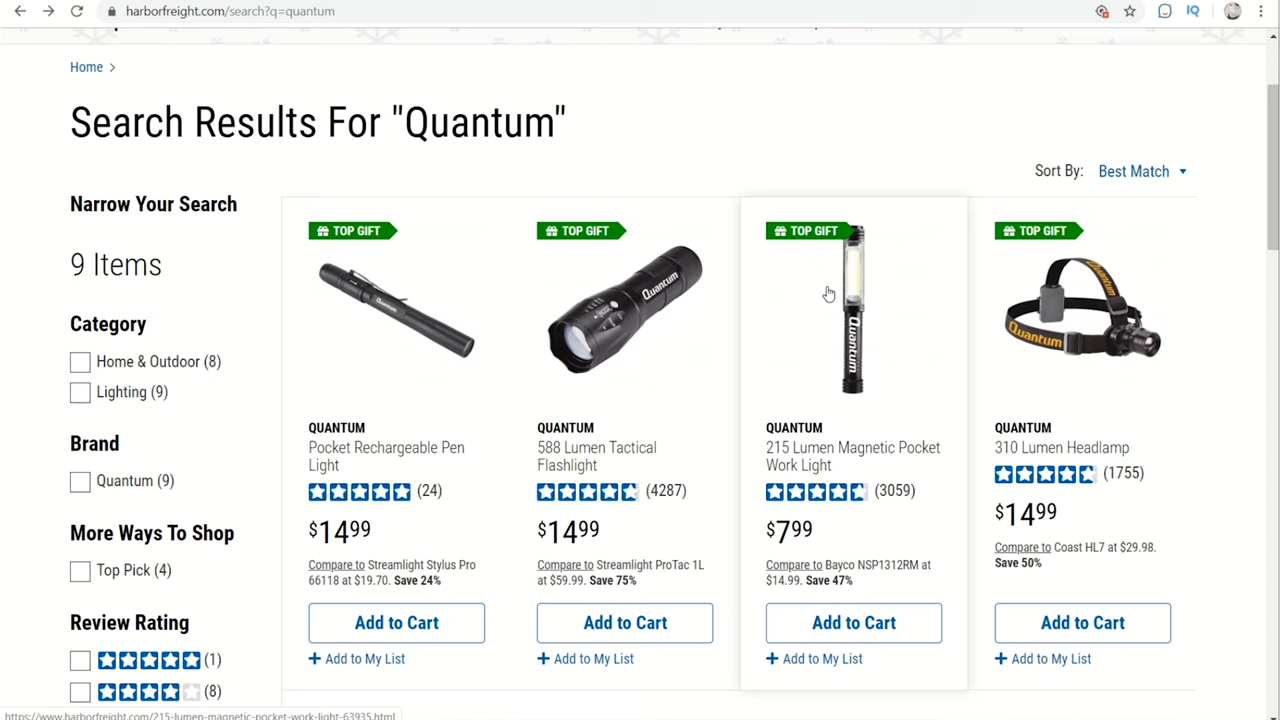 harborfreight.com/search?q=quantum
IQ
Home
Search Results For "Quantum"
Sort By: Best Match
Narrow Your Search
9 Items
Category
Home & Outdoor (8)
Lighting (9)
Brand
Quantum (9)
More Ways To Shop
Top Pick (4)
Review Rating
(1)
(8)
TOP GIFT
Quantum
QUANTUM
Pocket Rechargeable Pen
Light
(24)
$1499
Compare to Streamlight Stylus Pro
66118 at $19.70. Save 24%
Add to Cart
+ Add to My List
TOP GIFT
Quantum
QUANTUM
588 Lumen Tactical
Flashlight
(4287)
$1499
Compare to Streamlight ProTac 1L
at $59.99. Save 75%
Add to Cart
+ Add to My List
TOP GIFT
Quantum
QUANTUM
215 Lumen Magnetic Pocket
Work Light
(3059)
$799
Compare to Bayco NSP1312RM at
$14.99. Save 47%
Add to Cart
+ Add to My List
TOP GIFT
Quantum
Quantum
QUANTUM
310 Lumen Headlamp
(1755)
$1499
Compare to Coast HL7 at $29.98.
Save 50%
Add to Cart
+ Add to My List
https://www.harborfreight.com/215-lumen-magnetic-pocket-work-light-63935.html